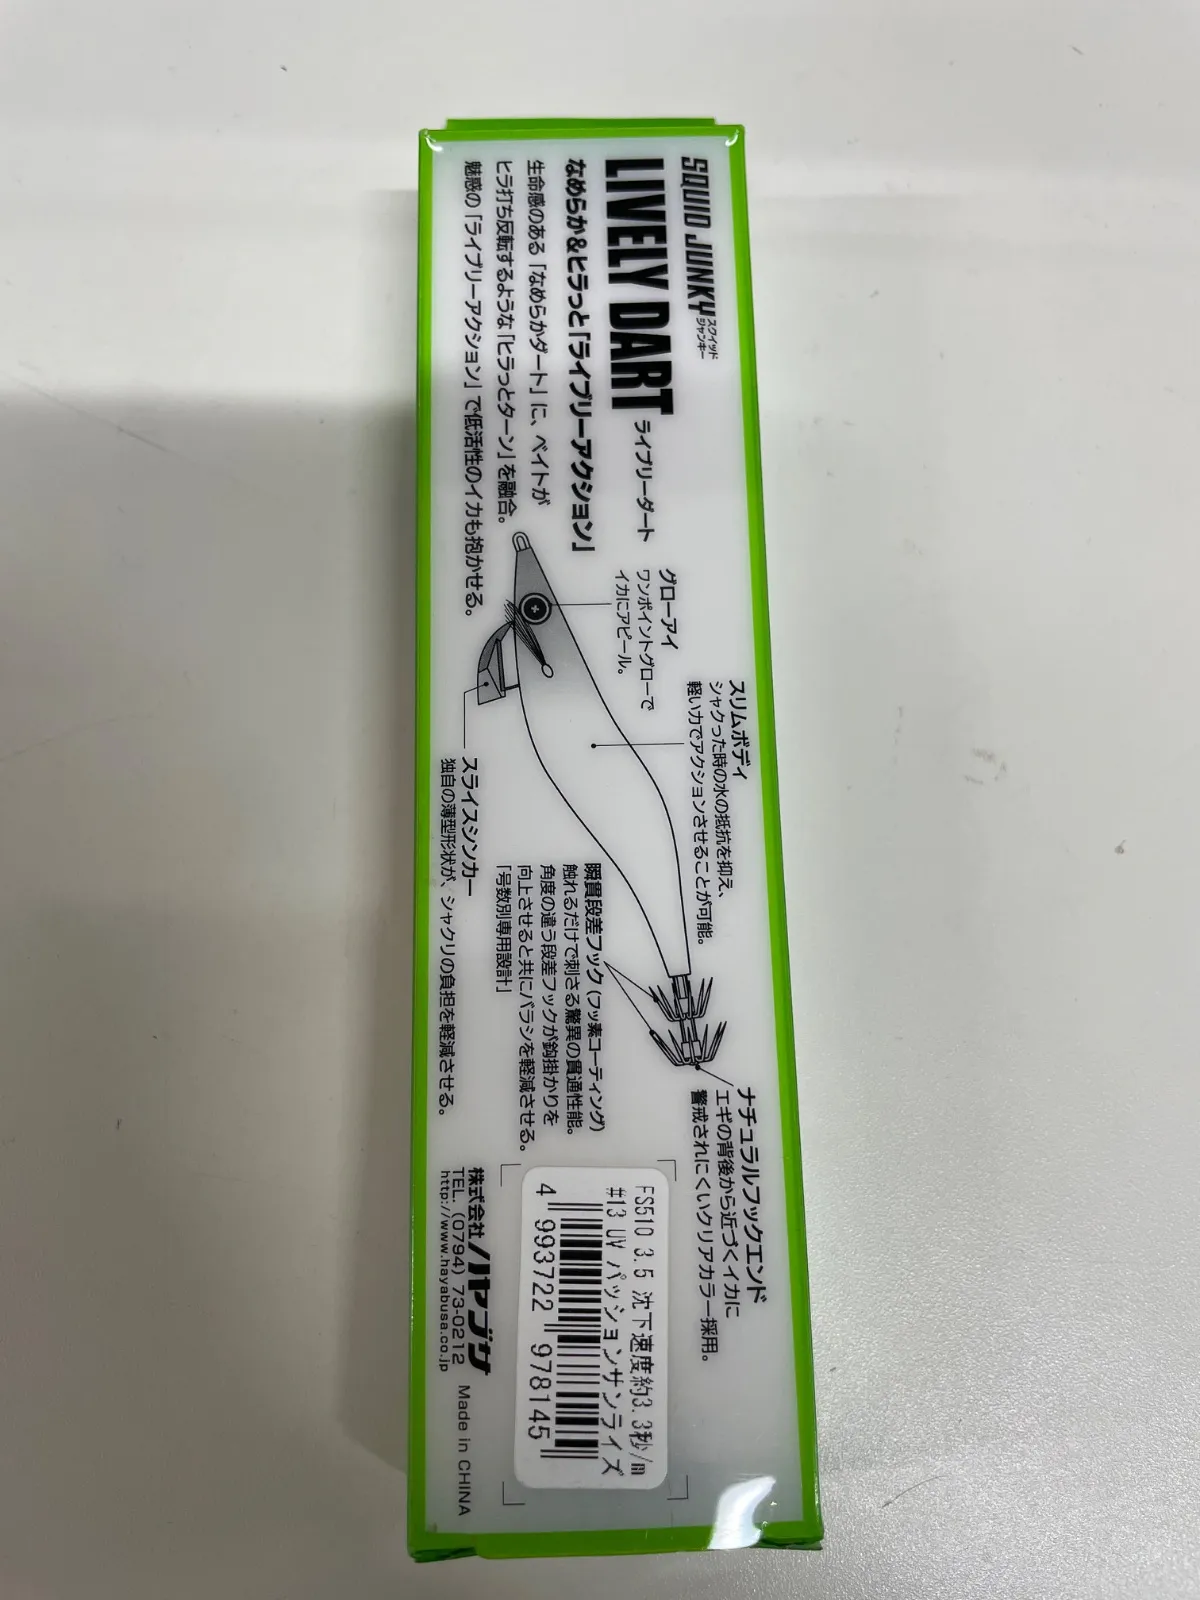 SQUID JUNKY スクイッド
ジャンキー
LIVELY DART ライブリーダート
なめらか&ヒラっと「ライブリーアクション」
生命感のある「なめらかダート」に、ベイトが
ヒラ打ち反転するような「ヒラっとターン」を融合。
魅惑の「ライブリーアクション」で低活性のイカも抱かせる。
グローアイ
ワンポイントグローで
イカにアピール。
スリムボディ
シャクった時の水の抵抗を抑え、
軽い力でアクションさせることが可能。
スライスシンカー
独自の薄型形状が、シャクリの負担を軽減させる。
瞬貫段差フック(フッ素コーティング)
触れるだけで刺さる驚異の貫通性能。
角度の違う段差フックが鈎掛かりを
向上させると共にバラシを軽減させる。
「号数別専用設計」
ナチュラルフックエンド
エギの背後から近づくイカに
警戒されにくいクリアカラー採用。
FS510 3.5 沈下速度約3.3秒/m
#13 UV パッションサンライズ
4 993722 978145
株式会社ハヤブサ
TEL. (0794) 73-0212
http://www.hayabusa.co.jp
Made in CHINA